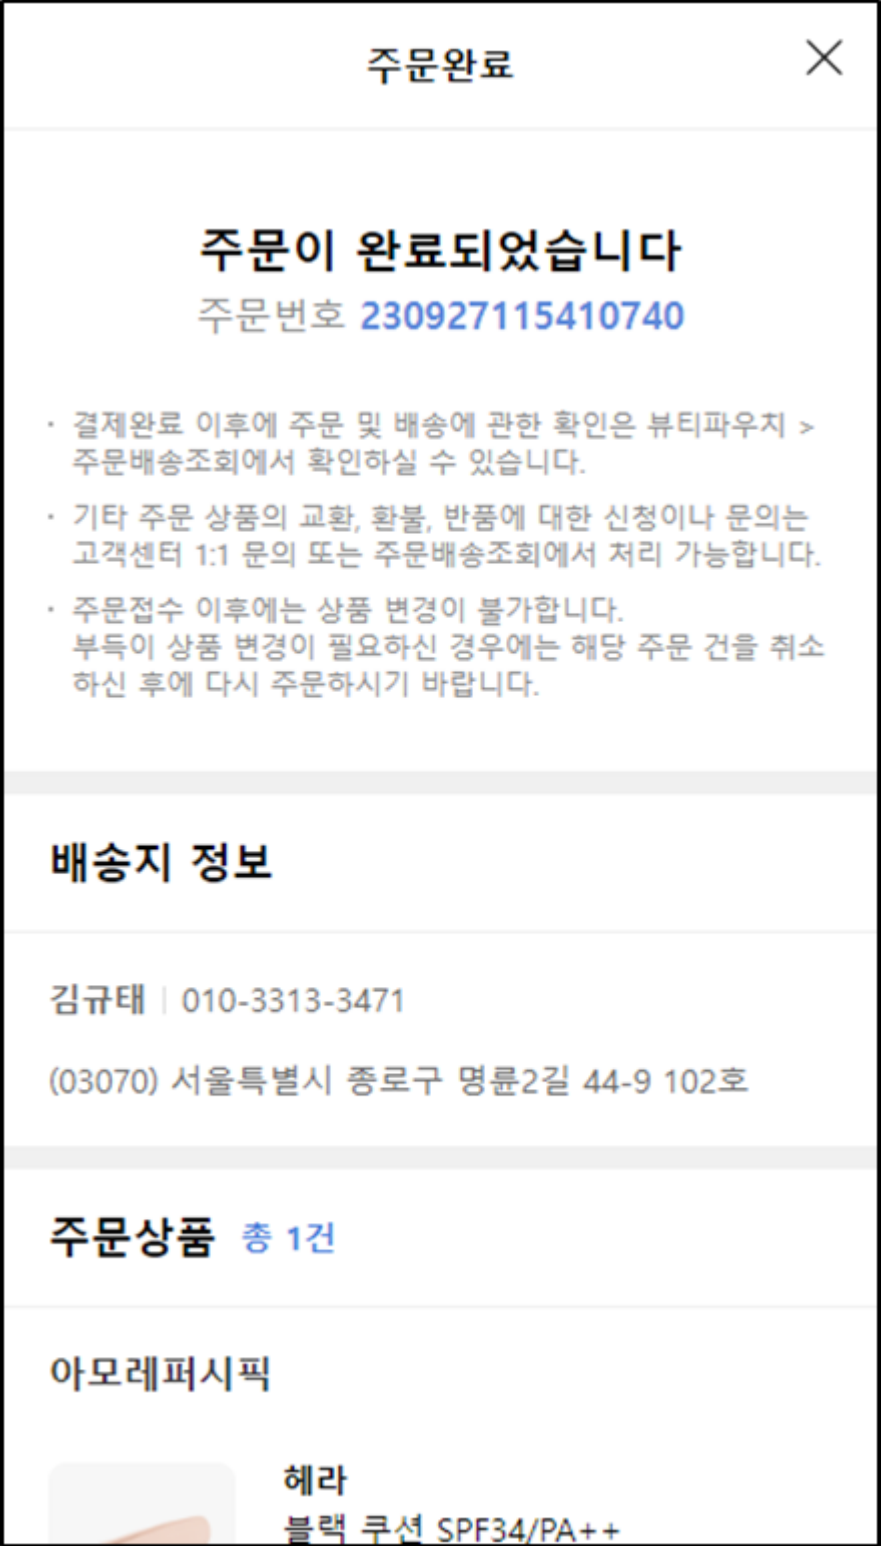 주문완료
주문이 완료되었습니다
주문번호 230927115410740
· 결제완료 이후에 주문 및 배송에 관한 확인은 뷰티파우치 >
주문배송조회에서 확인하실 수 있습니다.
· 기타 주문 상품의 교환, 환불, 반품에 대한 신청이나 문의는
고객센터 1:1 문의 또는 주문배송조회에서 처리 가능합니다.
· 주문접수 이후에는 상품 변경이 불가합니다.
부득이 상품 변경이 필요하신 경우에는 해당 주문 건을 취소
하신 후에 다시 주문하시기 바랍니다.
배송지 정보
김규태 | 010-3313-3471
(03070) 서울특별시 종로구 명륜2길 44-9 102호
주문상품 총 1건
아모레퍼시픽
헤라
블랙 쿠션 SPF34/PA++